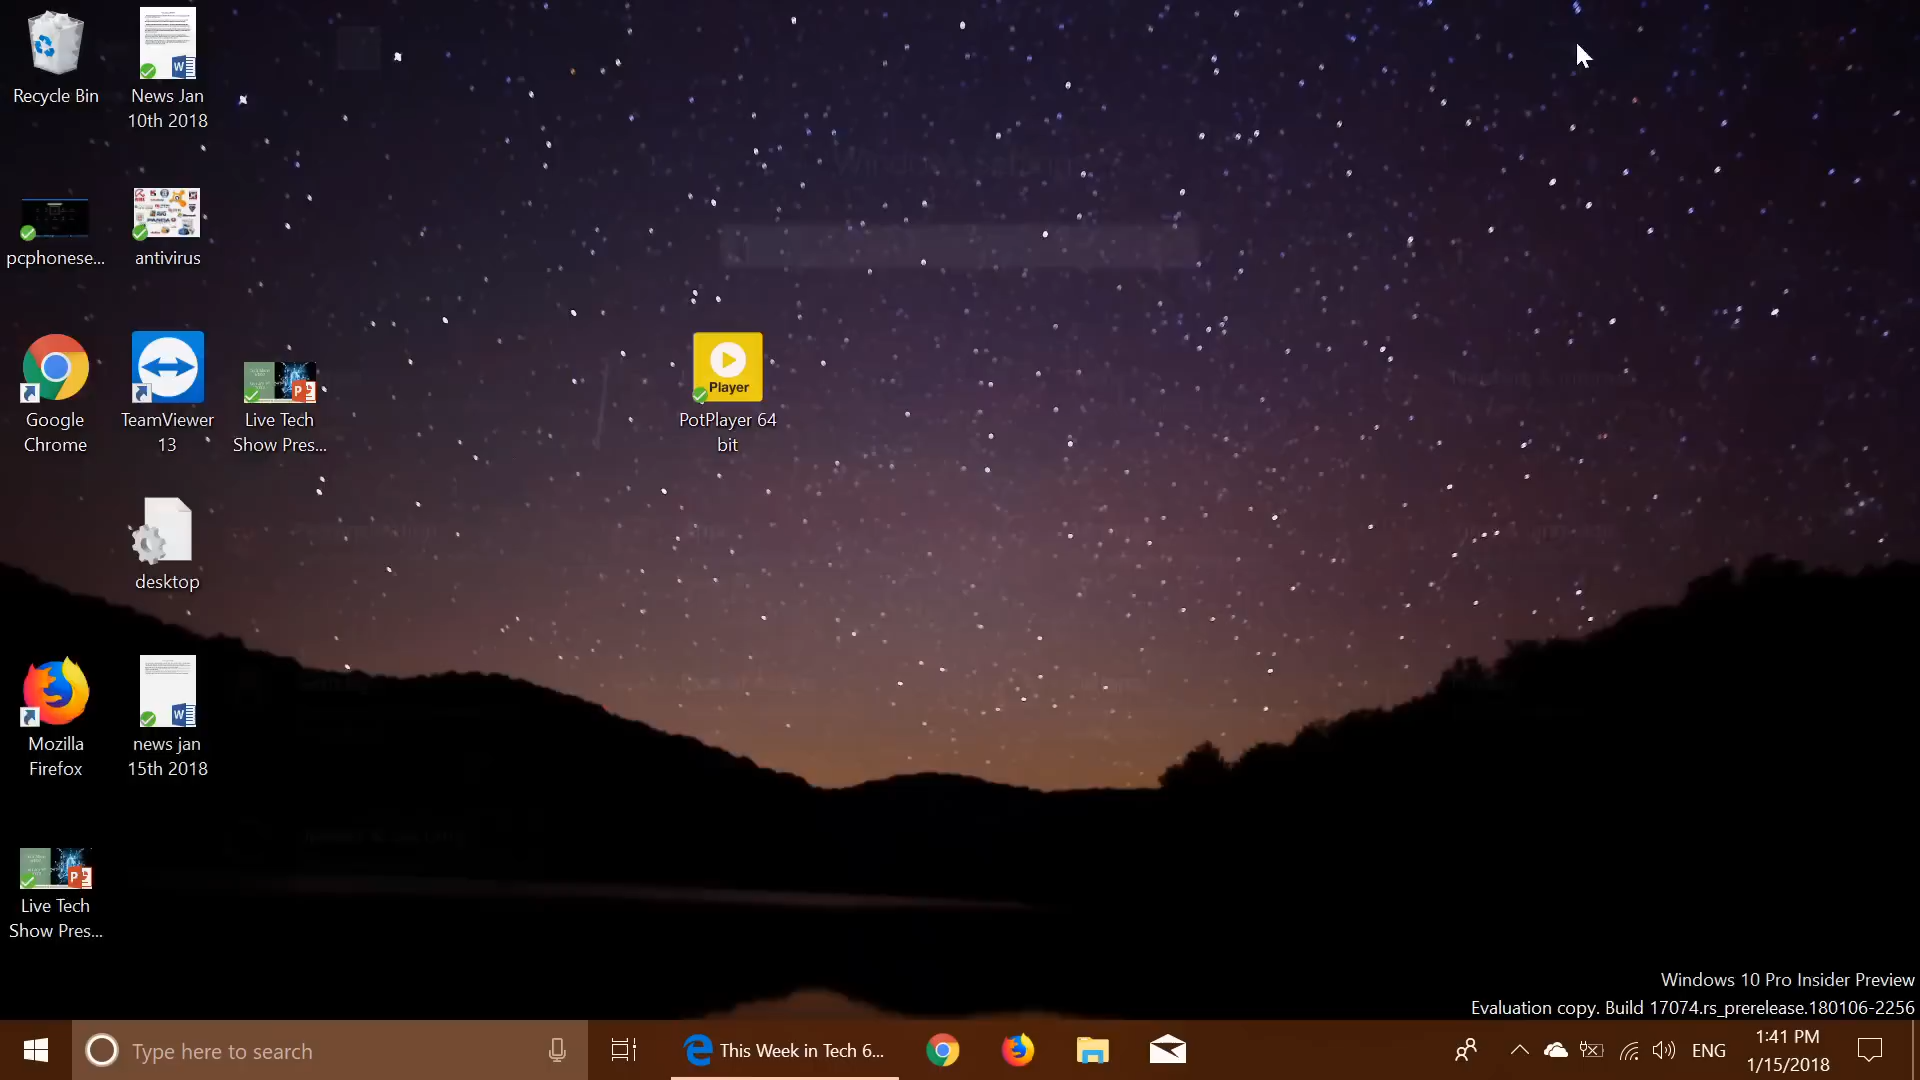 Recycle Bin
News Jan
10th 2018
pcphonese...
antivirus
Google
Chrome
TeamViewer
13
Live Tech
Show Pres...
Player
PotPlayer 64
bit
desktop
Mozilla
Firefox
news jan
15th 2018
Live Tech
Show Pres...
Windows 10 Pro Insider Preview
Evaluation copy. Build 17074.rs_prerelease.180106-2256
Type here to search
This Week in Tech 6...
ENG
1:41 PM
1/15/2018